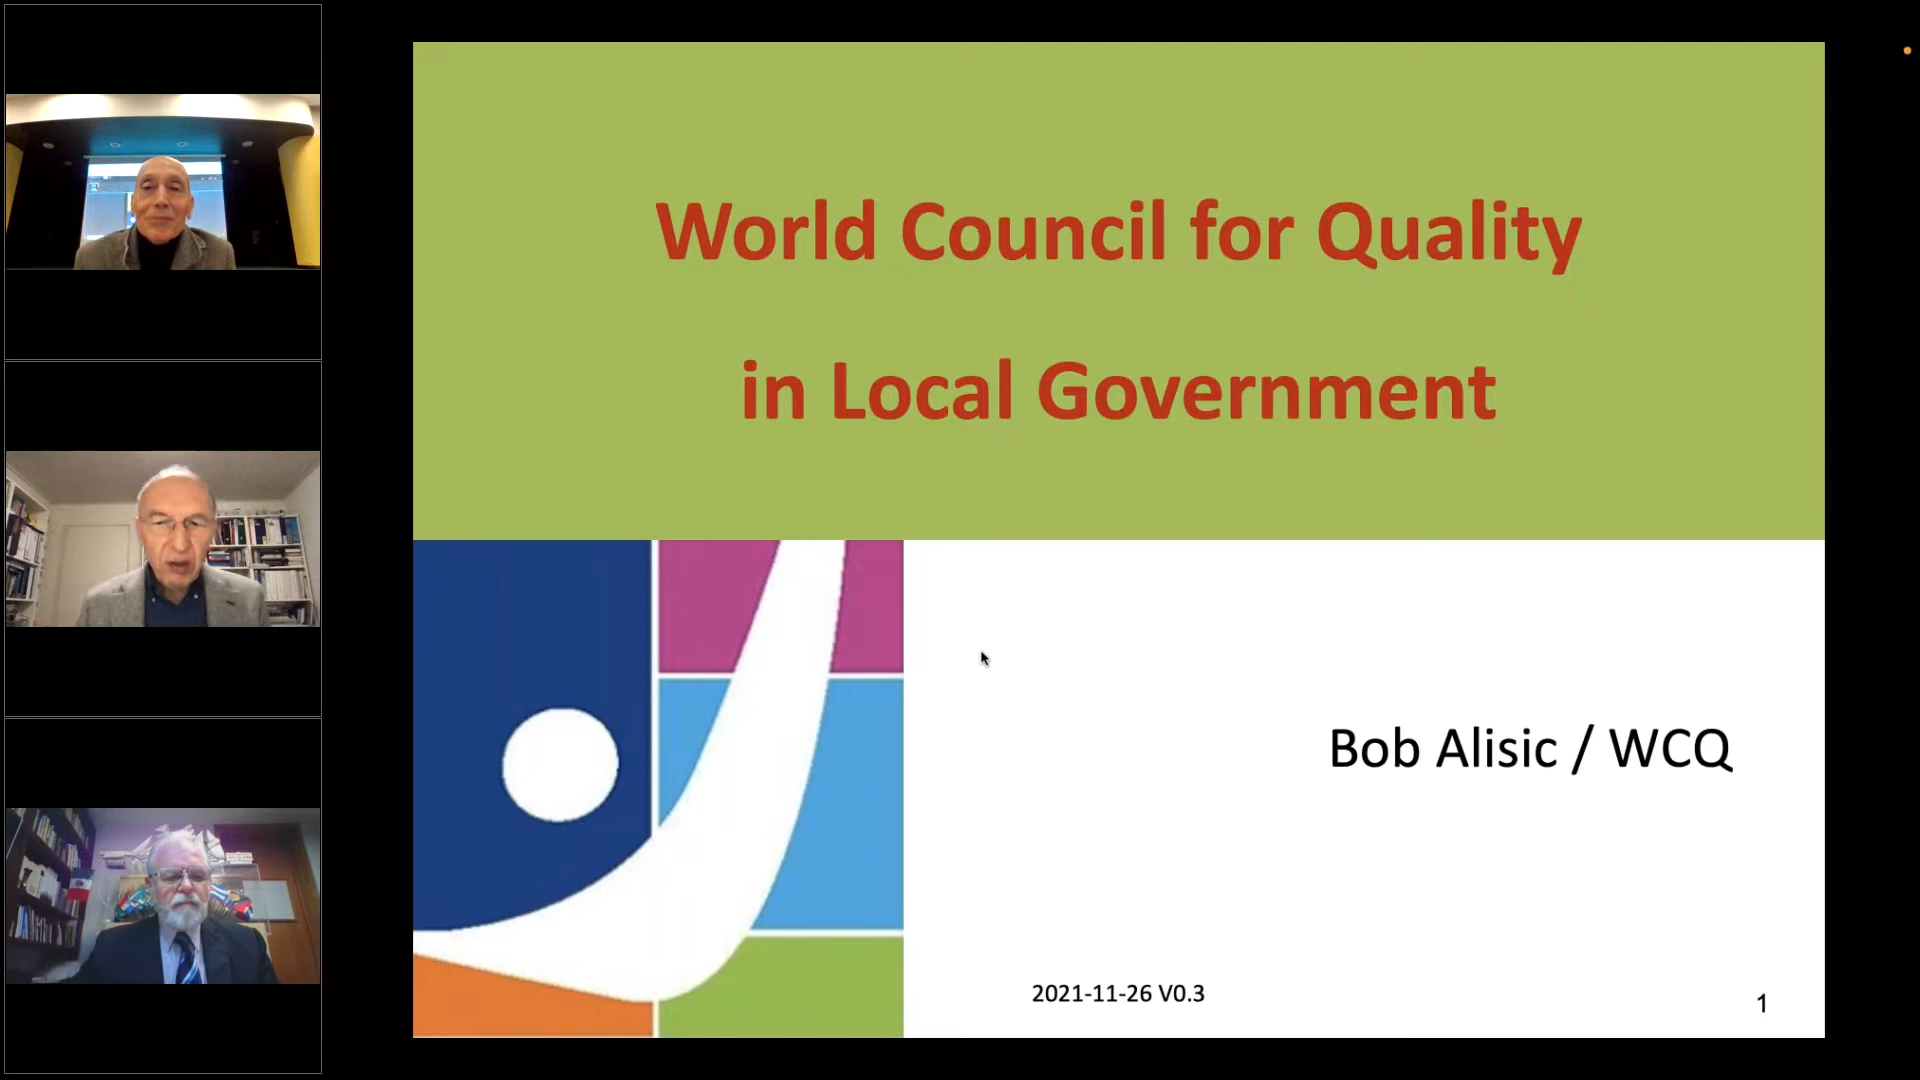 World Council for Quality
in Local Government
Bob Alisic / WCQ
2021-11-26 V0.3
1